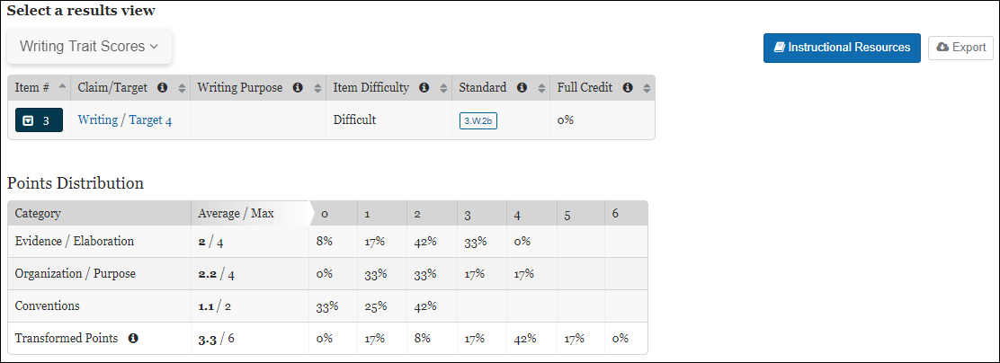 Select a results view
Writing Trait Scores
Instructional Resources
Export
Item # Claim/Target Writing Purpose Item Difficulty Standard Full Credit
3 Writing / Target 4 Difficult 3.W.2b 0%
Points Distribution
Category Average / Max 0 1 2 3 4 5 6
Evidence / Elaboration 2 / 4 8% 17% 42% 33% 0%
Organization / Purpose 2.2 / 4 0% 33% 33% 17% 17%
Conventions 1.1 / 2 33% 25% 42%
Transformed Points 3.3 / 6 0% 17% 8% 17% 42% 17% 0%